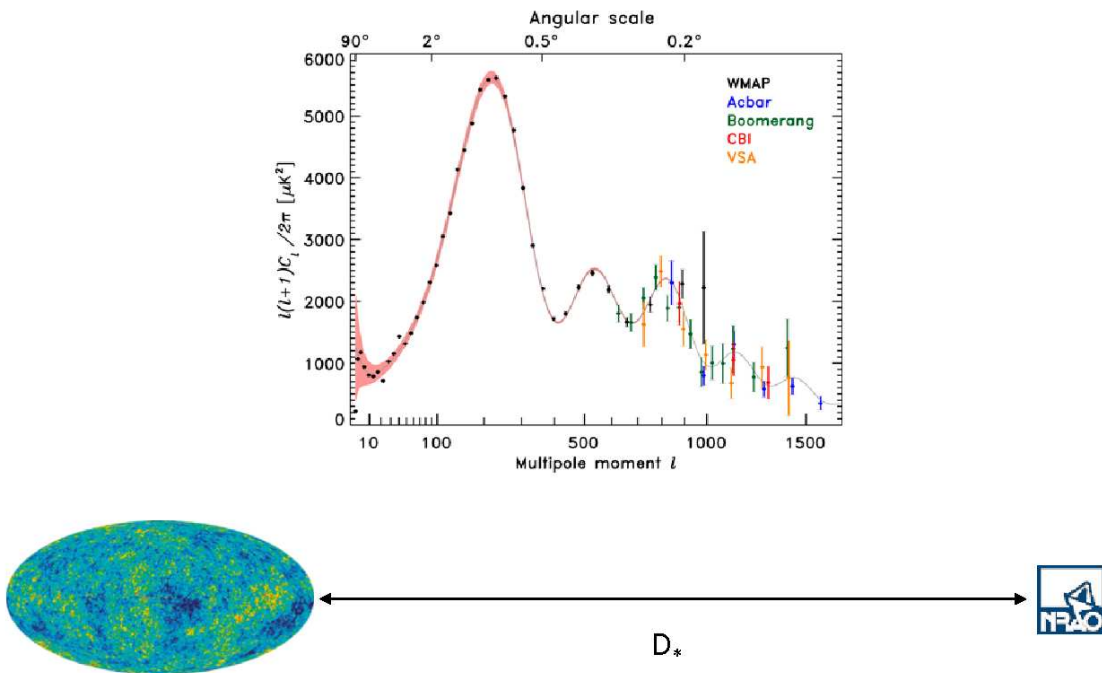 Angular scale
90° 2° 0.5° 0.2°
6000
5000
4000
3000
2000
1000
0
l(l+1)Cₗ/2π [μK²]
WMAP
Acbar
Boomerang
CBI
VSA
10 100 500 1000 1500
Multipole moment l
D*
NRAO